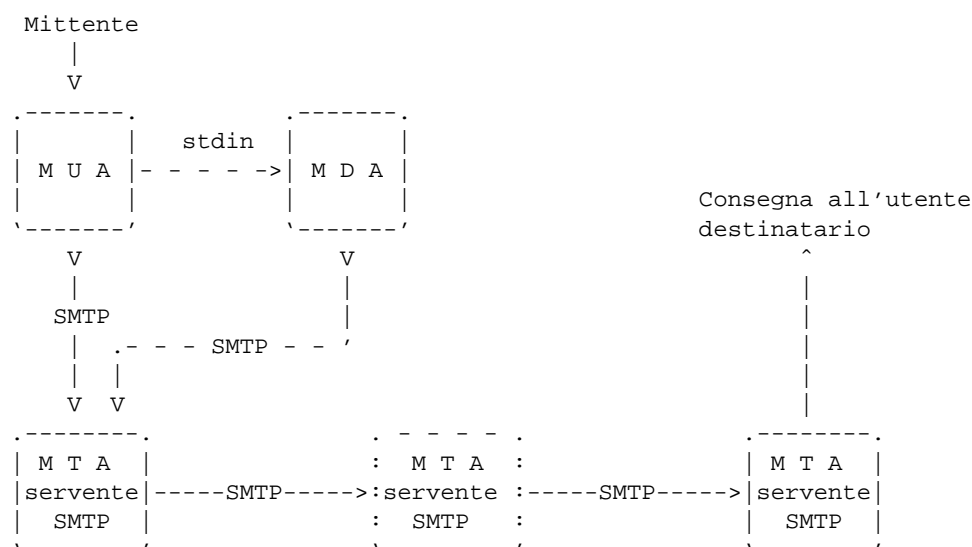 Mittente
stdin
M U A
M D A
Consegna all'utente
destinatario
SMTP
SMTP
M T A
servente
SMTP
SMTP
M T A
servente
SMTP
SMTP
M T A
servente
SMTP